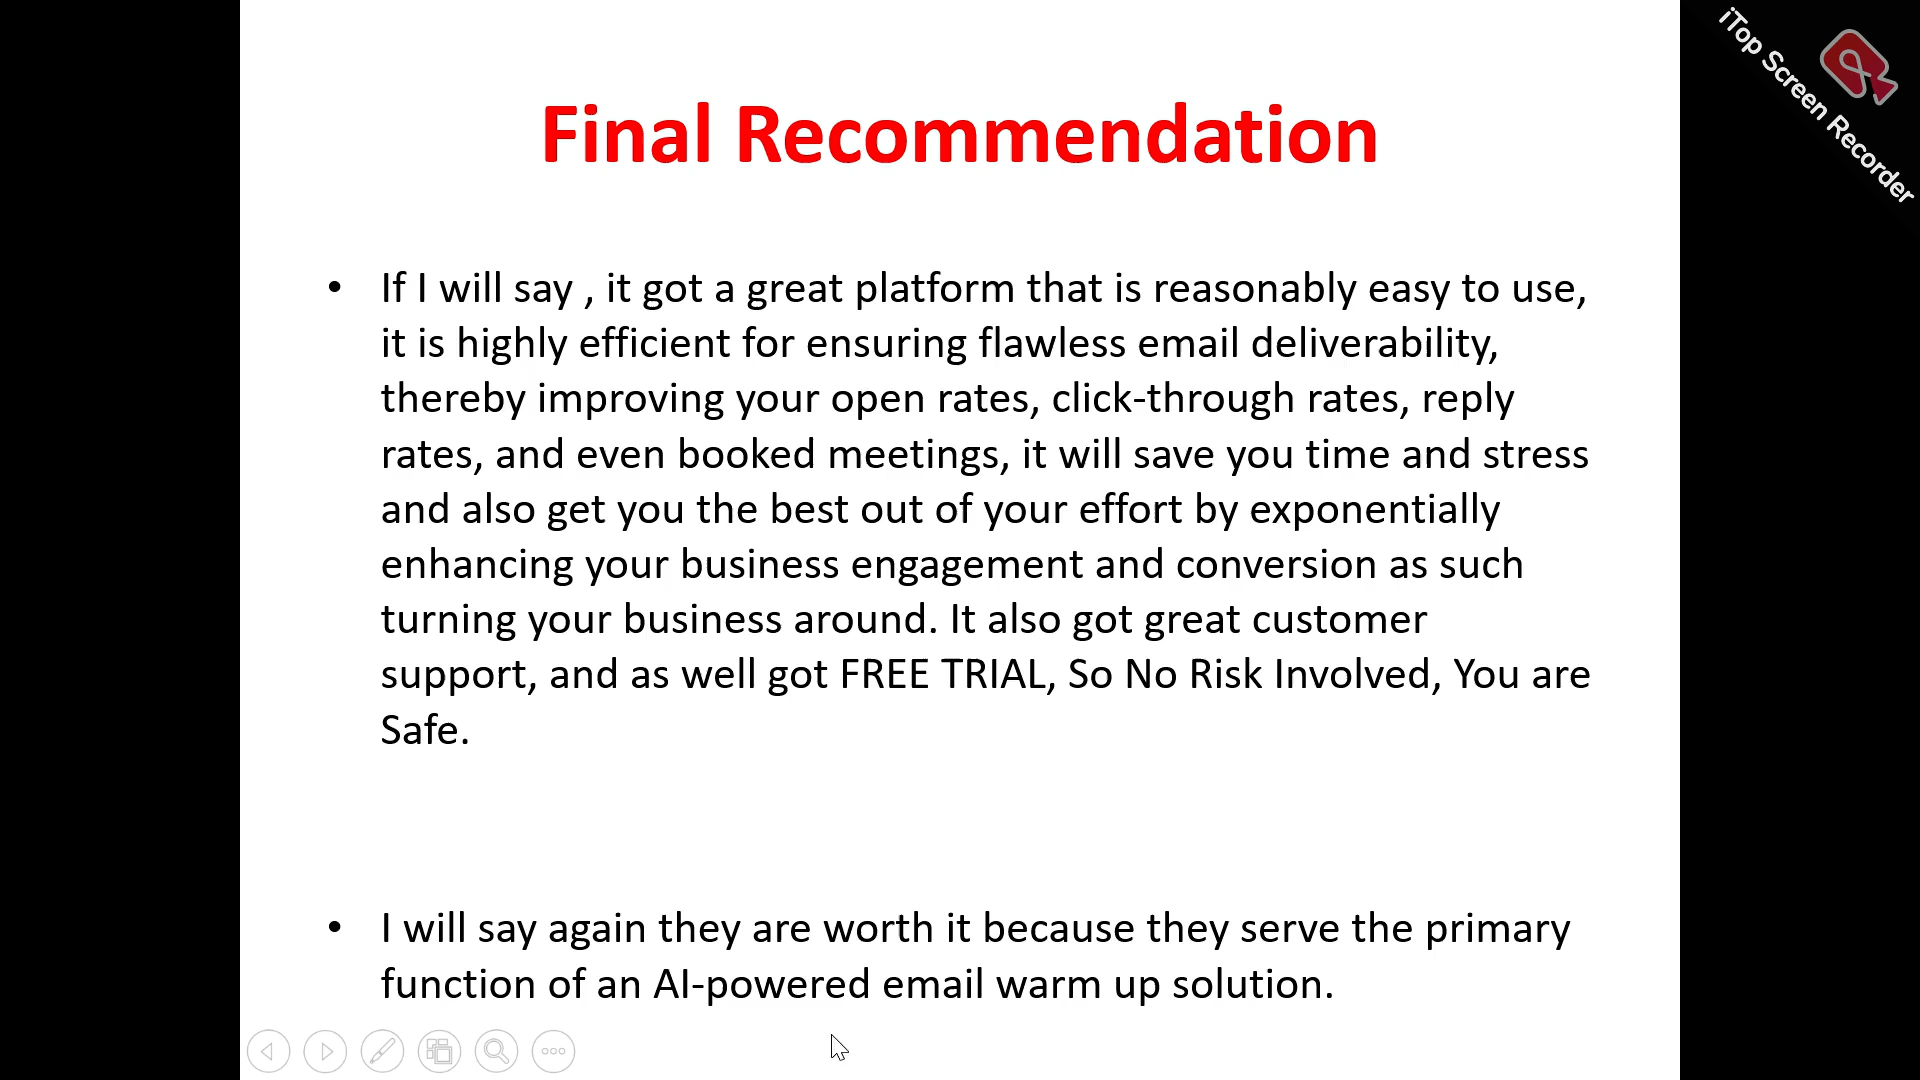 iTop Screen Recorder
Final Recommendation
• If I will say , it got a great platform that is reasonably easy to use,
it is highly efficient for ensuring flawless email deliverability,
thereby improving your open rates, click-through rates, reply
rates, and even booked meetings, it will save you time and stress
and also get you the best out of your effort by exponentially
enhancing your business engagement and conversion as such
turning your business around. It also got great customer
support, and as well got FREE TRIAL, So No Risk Involved, You are
Safe.
• I will say again they are worth it because they serve the primary
function of an AI-powered email warm up solution.